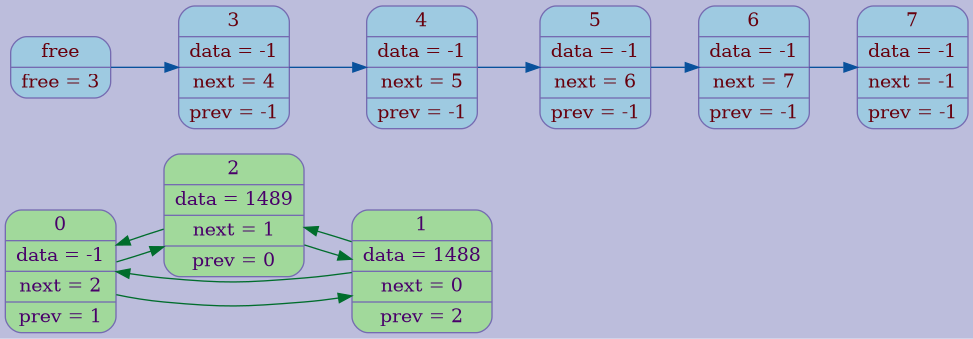 free
free = 3
3
data = -1
next = 4
prev = -1
4
data = -1
next = 5
prev = -1
5
data = -1
next = 6
prev = -1
6
data = -1
next = 7
prev = -1
7
data = -1
next = -1
prev = -1
0
data = -1
next = 2
prev = 1
2
data = 1489
next = 1
prev = 0
1
data = 1488
next = 0
prev = 2